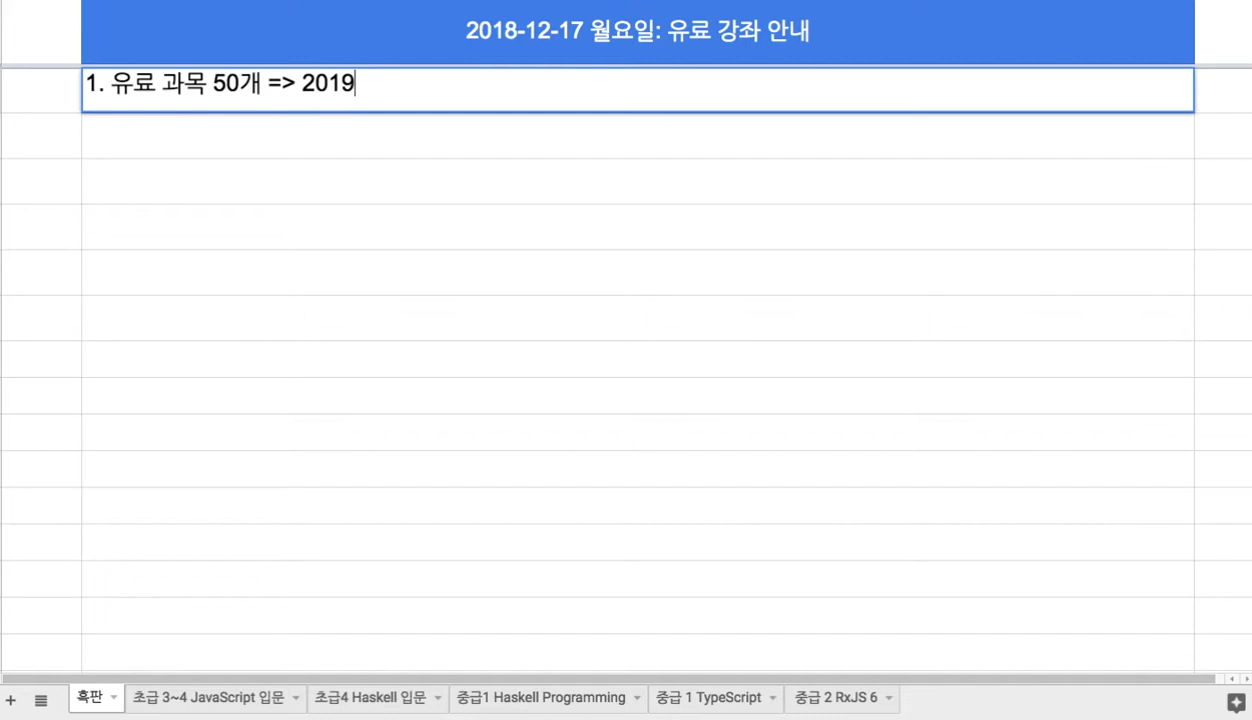 2018-12-17 월요일: 유료 강좌 안내
1. 유료 과목 50개 => 2019
흑판
초급 3~4 JavaScript 입문
초급4 Haskell 입문
중급1 Haskell Programming
중급 1 TypeScript
중급 2 RxJS 6